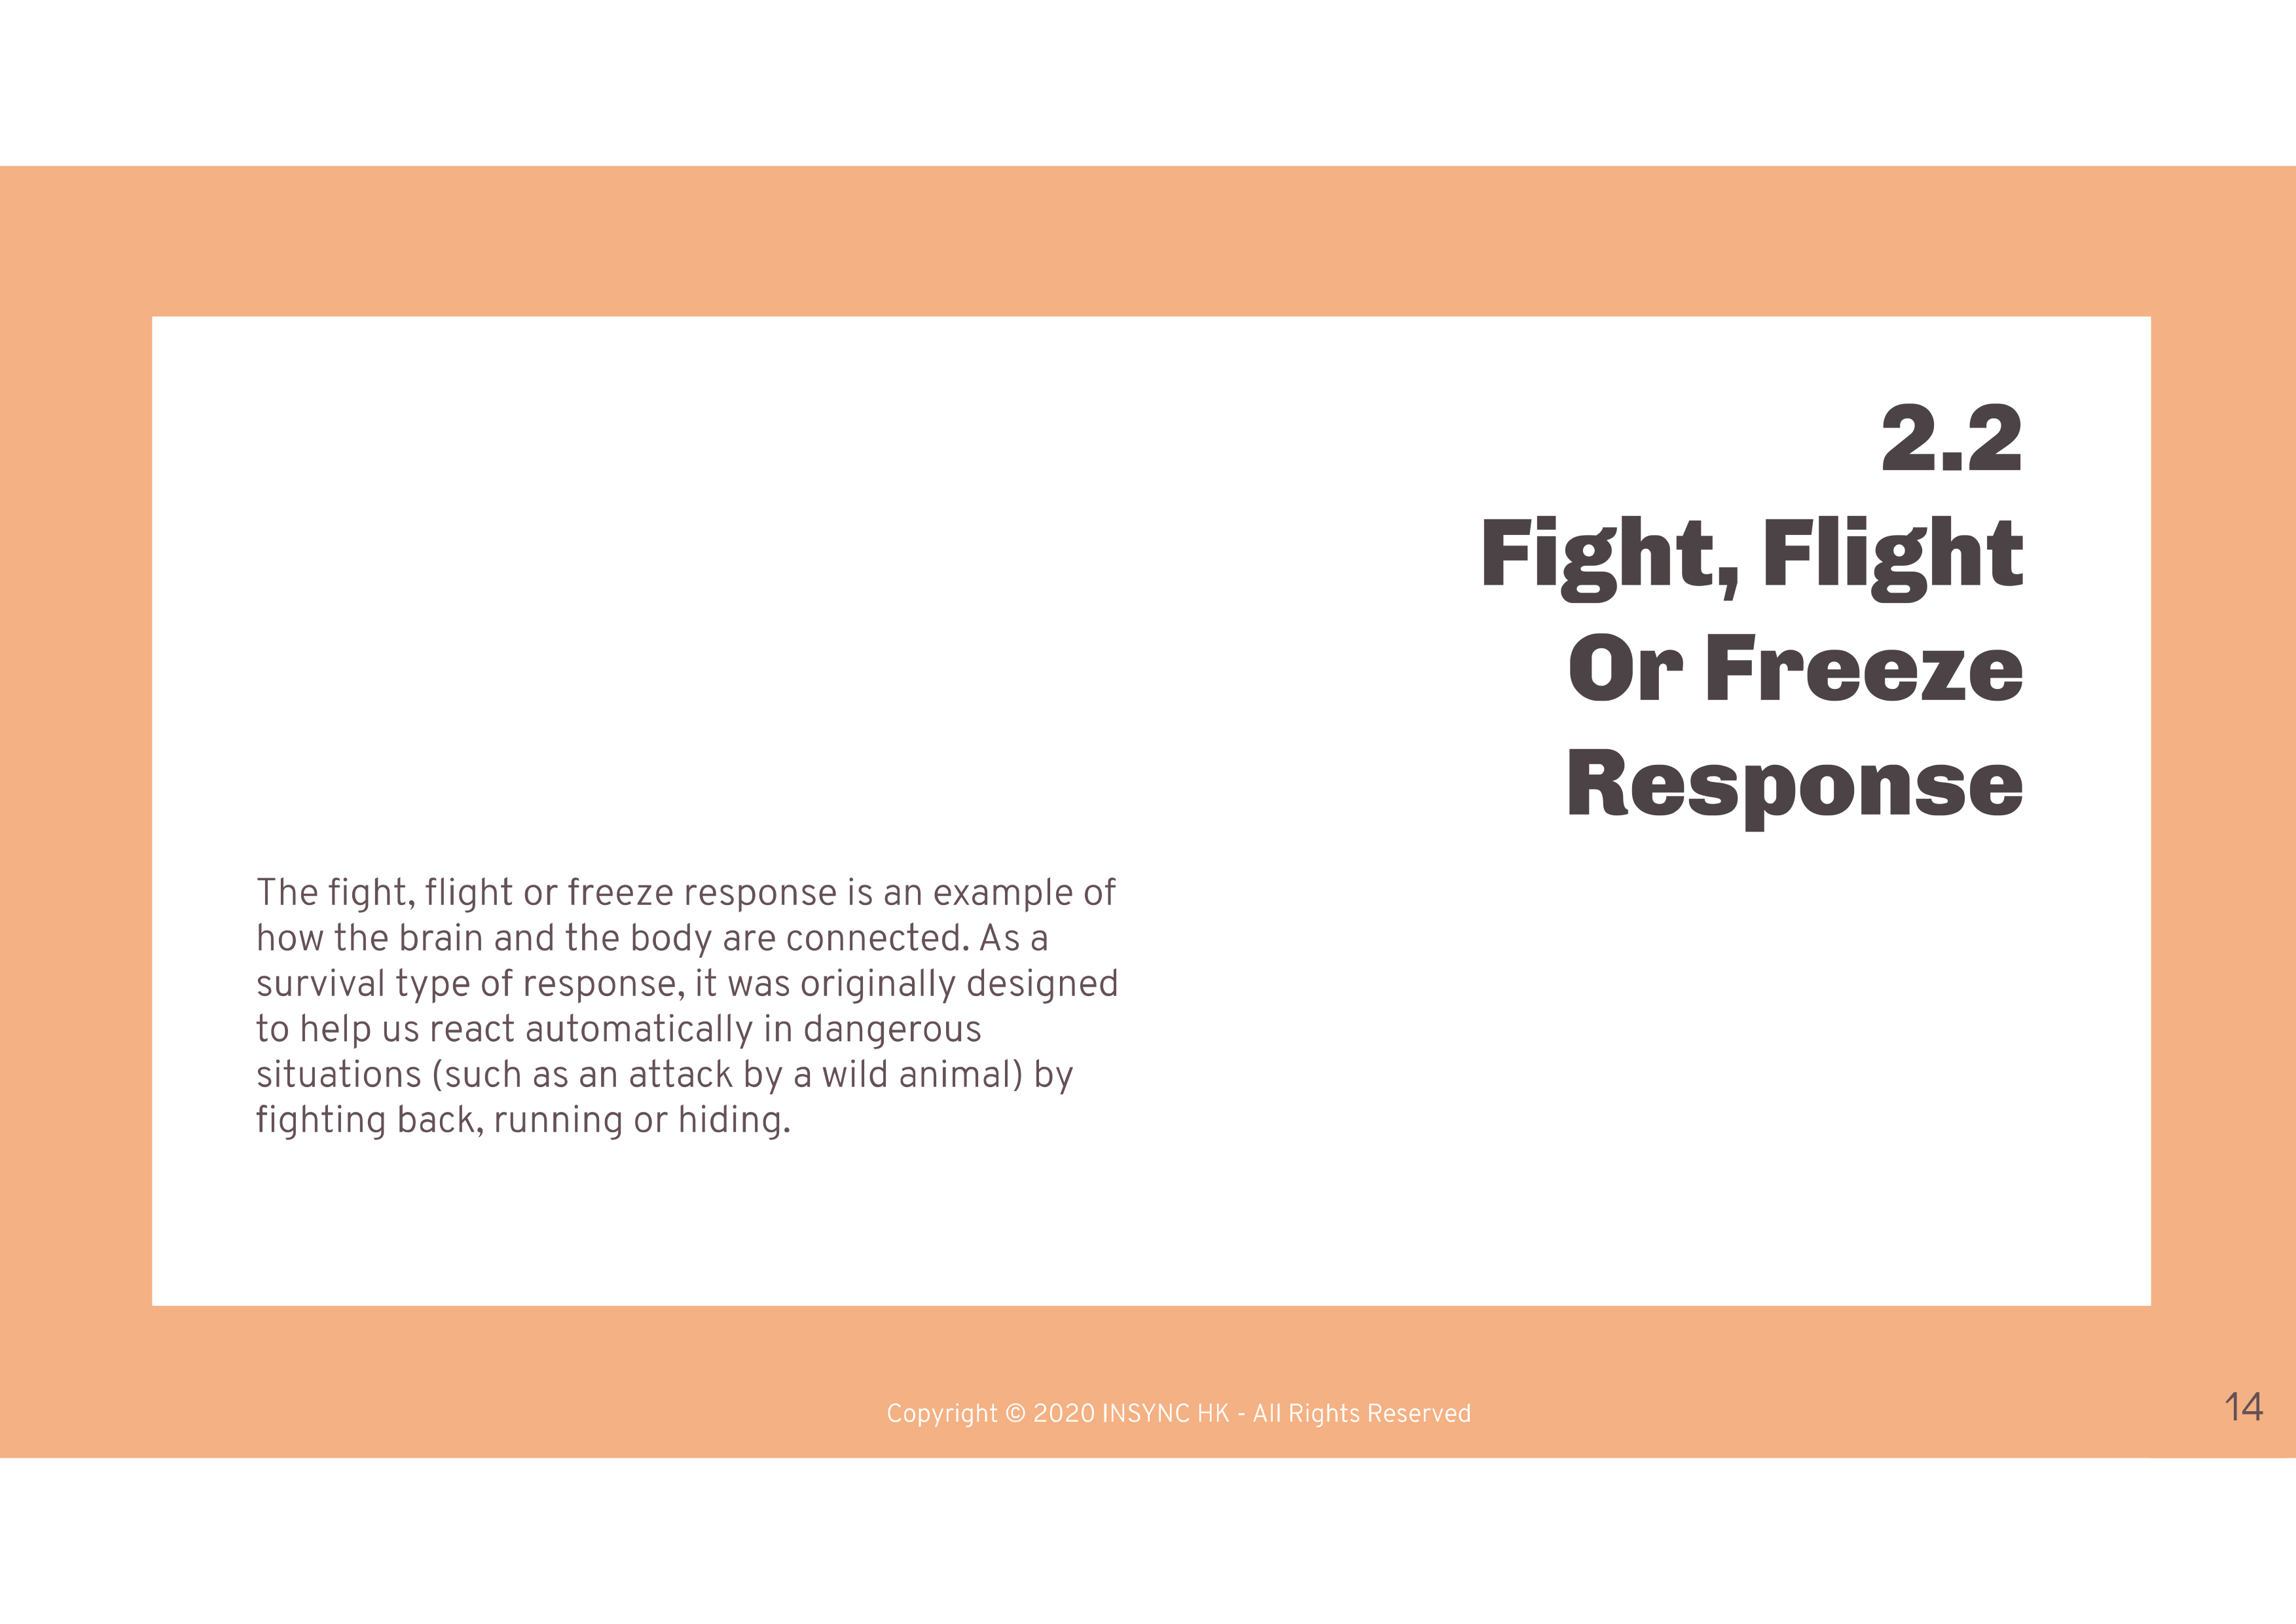 2.2
Fight, Flight
Or Freeze
Response
The fight, flight or freeze response is an example of
how the brain and the body are connected. As a
survival type of response, it was originally designed
to help us react automatically in dangerous
situations (such as an attack by a wild animal) by
fighting back, running or hiding.
Copyright © 2020 INSYNC HK - All Rights Reserved
14